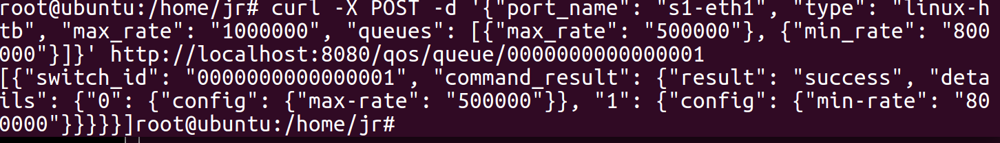 root@ubuntu:/home/jr# curl -X POST -d '{"port_name": "s1-eth1", "type": "linux-h
tb", "max_rate": "1000000", "queues": [{"max_rate": "500000"}, {"min_rate": "800
000"}]}' http://localhost:8080/qos/queue/0000000000000001
[{"switch_id": "0000000000000001", "command_result": {"result": "success", "deta
ils": {"0": {"config": {"max-rate": "500000"}}, "1": {"config": {"min-rate": "80
0000"}}}}}]root@ubuntu:/home/jr#